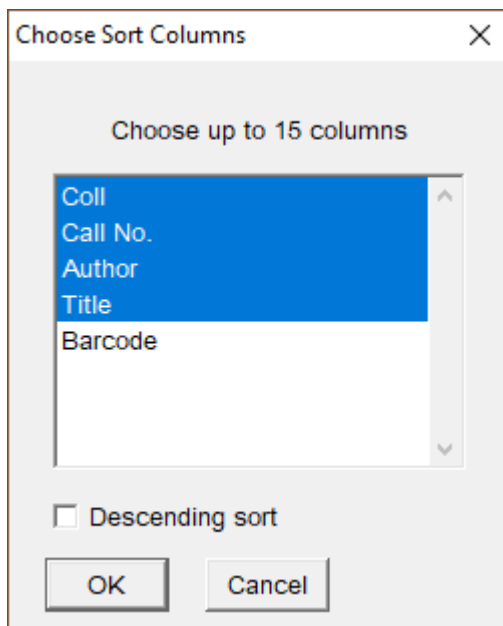 Choose Sort Columns
Choose up to 15 columns
Coll
Call No.
Author
Title
Barcode
Descending sort
OK
Cancel